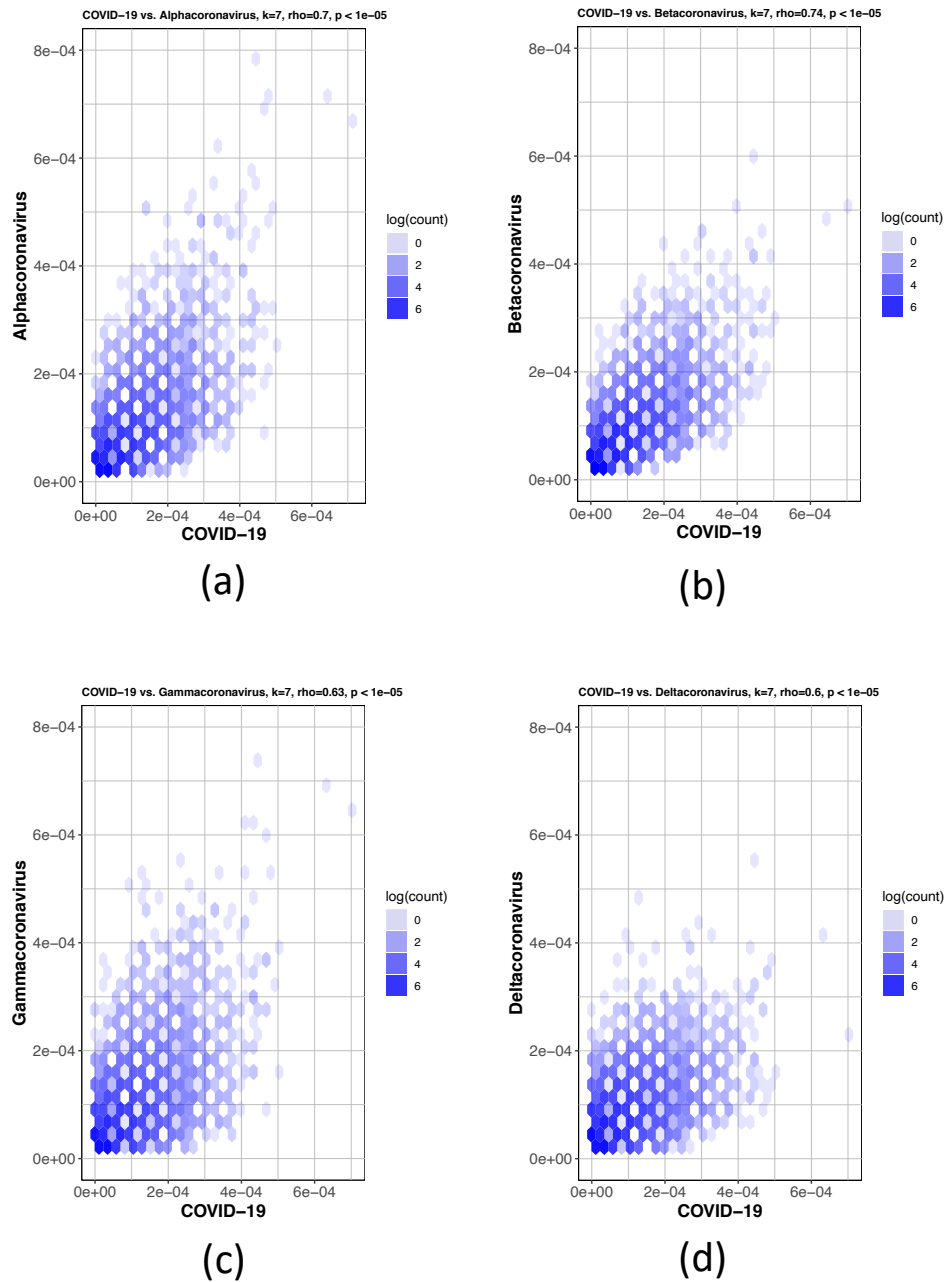 COVID−19 vs. Alphacoronavirus, k=7, rho=0.7, p < 1e−05
8e−04
6e−04
4e−04
2e−04
0e+00
Alphacoronavirus
0e+00 2e−04 4e−04 6e−04
COVID−19
log(count)
0
2
4
6
(a)
COVID−19 vs. Betacoronavirus, k=7, rho=0.74, p < 1e−05
8e−04
6e−04
4e−04
2e−04
0e+00
Betacoronavirus
0e+00 2e−04 4e−04 6e−04
COVID−19
log(count)
0
2
4
6
(b)
COVID−19 vs. Gammacoronavirus, k=7, rho=0.63, p < 1e−05
8e−04
6e−04
4e−04
2e−04
0e+00
Gammacoronavirus
0e+00 2e−04 4e−04 6e−04
COVID−19
log(count)
0
2
4
6
(c)
COVID−19 vs. Deltacoronavirus, k=7, rho=0.6, p < 1e−05
8e−04
6e−04
4e−04
2e−04
0e+00
Deltacoronavirus
0e+00 2e−04 4e−04 6e−04
COVID−19
log(count)
0
2
4
6
(d)